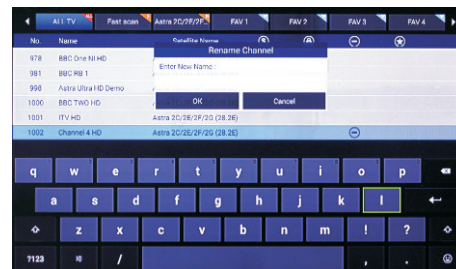 ALL TV Fast scan Astra 2C/2E/2F... FAV 1 FAV 2 FAV 3 FAV 4
No. Name Satellite Name
Rename Channel
978 BBC One NI HD
Enter New Name :
981 BBC RB 1
998 Astra Ultra HD Demo
1000 BBC TWO HD
OK Cancel
1001 ITV HD Astra 2C/2E/2F/2G (28.2E)
1002 Channel 4 HD Astra 2C/2E/2F/2G (28.2E)
q w e r t y u i o p
a s d f g h j k l
z x c v b n m ! ?
?123 / , .